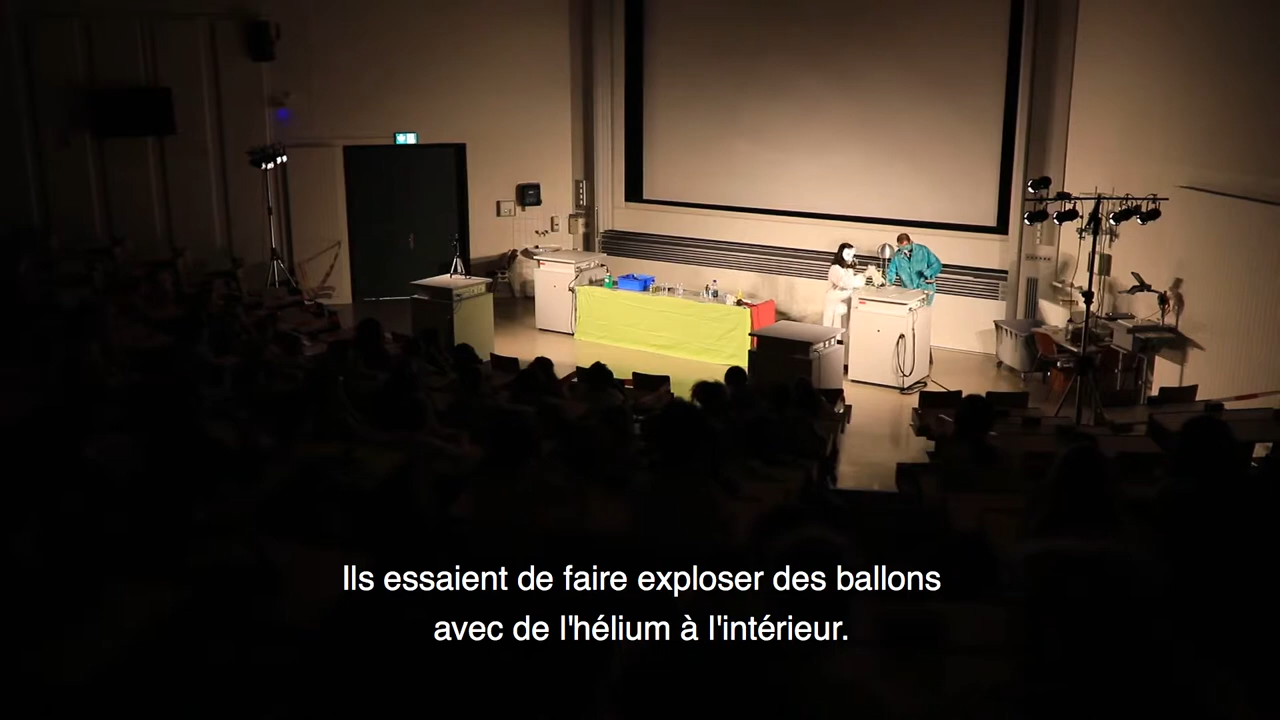 Ils essaient de faire exploser des ballons
avec de l'hélium à l'intérieur.